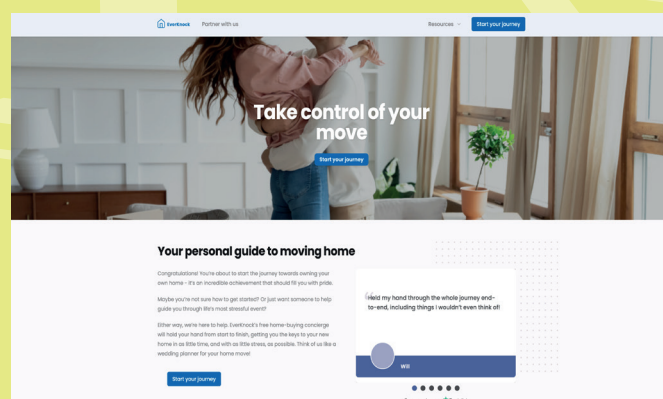 EverKnock
Partner with us
Resources
Start your journey
Take control of your
move
Start your journey
Your personal guide to moving home
Congratulations! You're about to start the journey towards owning your
own home - it's an incredible achievement that should fill you with pride.
Maybe you're not sure how to get started? Or just want someone to help
guide you through life's most stressful event?
Either way, we're here to help. EverKnock's free home-buying concierge
will hold your hand from start to finish, getting you the keys to your new
home in as little time, and with as little stress, as possible. Think of us like a
wedding planner for your home move!
Start your journey
“Held my hand through the whole journey end-
to-end, including things I wouldn't even think of!
Will